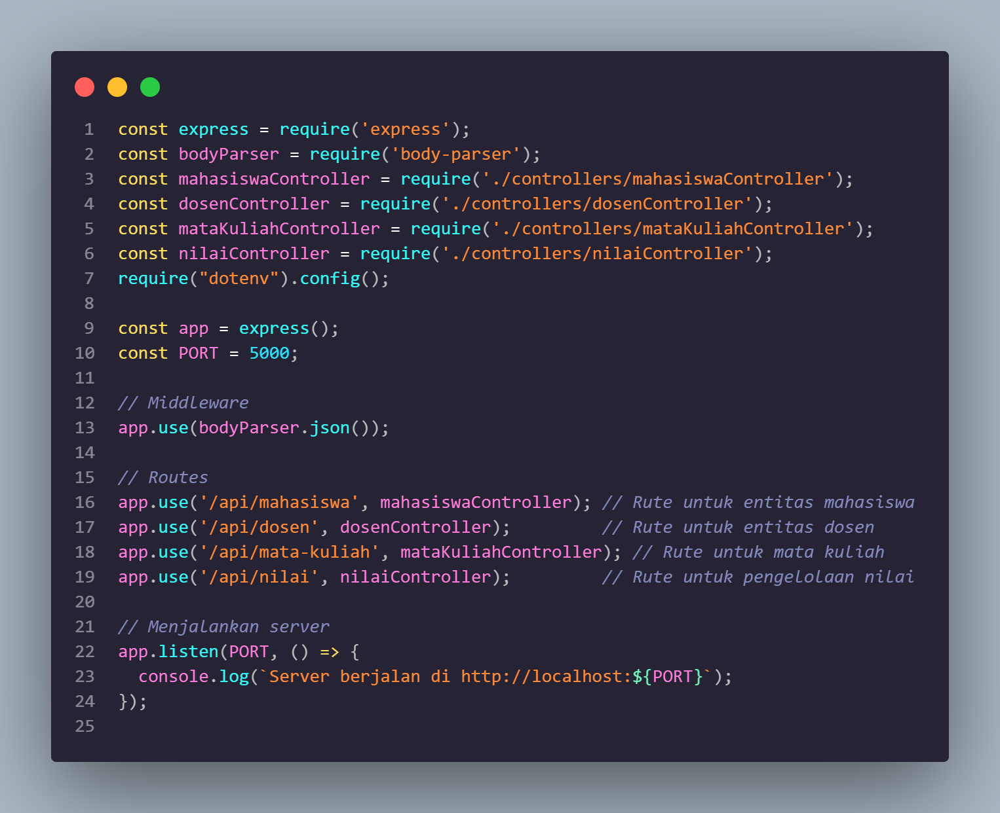 1 const express = require('express');
2 const bodyParser = require('body-parser');
3 const mahasiswaController = require('./controllers/mahasiswaController');
4 const dosenController = require('./controllers/dosenController');
5 const mataKuliahController = require('./controllers/mataKuliahController');
6 const nilaiController = require('./controllers/nilaiController');
7 require("dotenv").config();
8
9 const app = express();
10 const PORT = 5000;
11
12 // Middleware
13 app.use(bodyParser.json());
14
15 // Routes
16 app.use('/api/mahasiswa', mahasiswaController); // Rute untuk entitas mahasiswa
17 app.use('/api/dosen', dosenController);         // Rute untuk entitas dosen
18 app.use('/api/mata-kuliah', mataKuliahController); // Rute untuk mata kuliah
19 app.use('/api/nilai', nilaiController);         // Rute untuk pengelolaan nilai
20
21 // Menjalankan server
22 app.listen(PORT, () => {
23   console.log(`Server berjalan di http://localhost:${PORT}`);
24 });
25